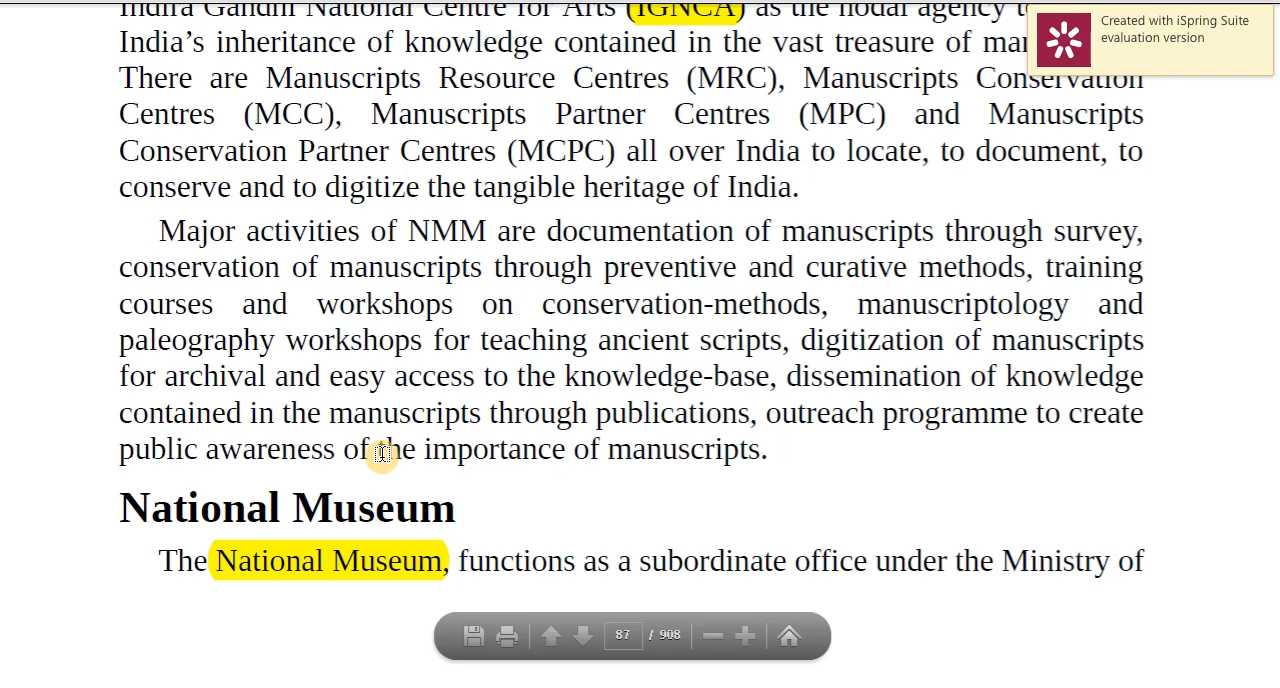 Indira Gandhi National Centre for Arts (IGNCA) as the nodal agency
India’s inheritance of knowledge contained in the vast treasure of
There are Manuscripts Resource Centres (MRC), Manuscripts Conservation
Centres (MCC), Manuscripts Partner Centres (MPC) and Manuscripts
Conservation Partner Centres (MCPC) all over India to locate, to document, to
conserve and to digitize the tangible heritage of India.
Major activities of NMM are documentation of manuscripts through survey,
conservation of manuscripts through preventive and curative methods, training
courses and workshops on conservation-methods, manuscriptology and
paleography workshops for teaching ancient scripts, digitization of manuscripts
for archival and easy access to the knowledge-base, dissemination of knowledge
contained in the manuscripts through publications, outreach programme to create
public awareness of the importance of manuscripts.
National Museum
The National Museum, functions as a subordinate office under the Ministry of
87 / 908
Created with iSpring Suite
evaluation version